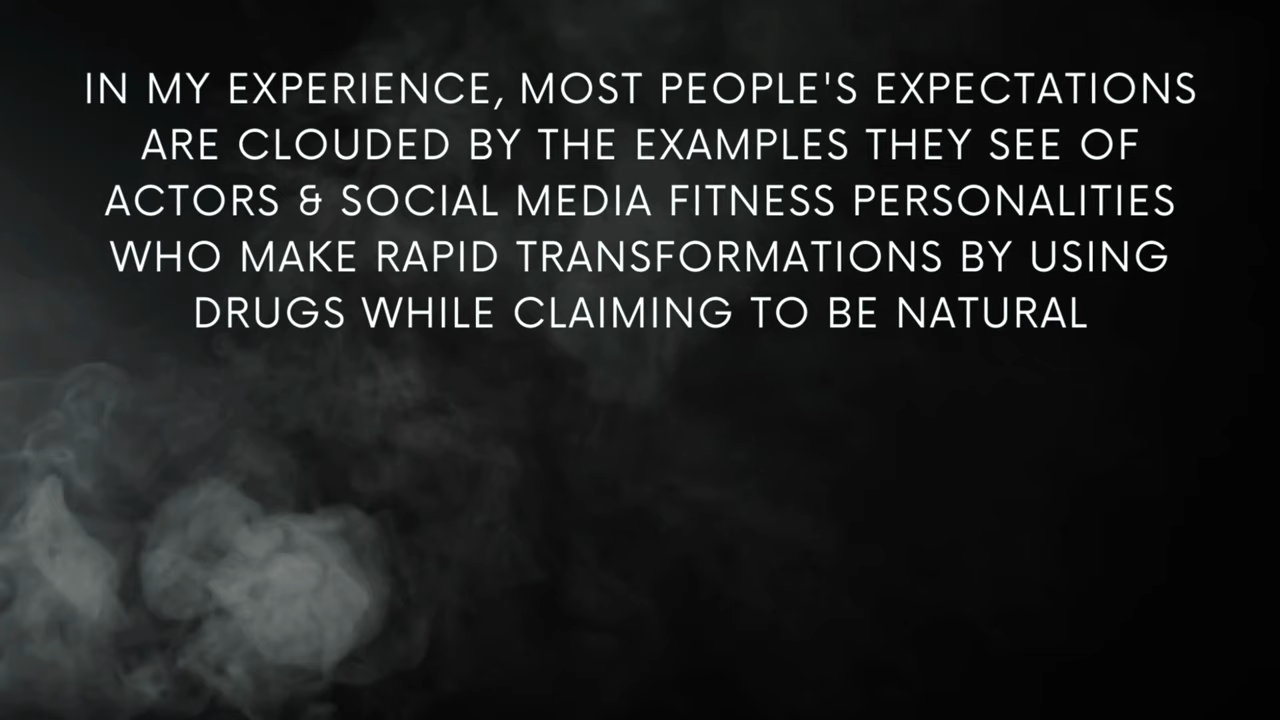 IN MY EXPERIENCE, MOST PEOPLE'S EXPECTATIONS
ARE CLOUDED BY THE EXAMPLES THEY SEE OF
ACTORS & SOCIAL MEDIA FITNESS PERSONALITIES
WHO MAKE RAPID TRANSFORMATIONS BY USING
DRUGS WHILE CLAIMING TO BE NATURAL